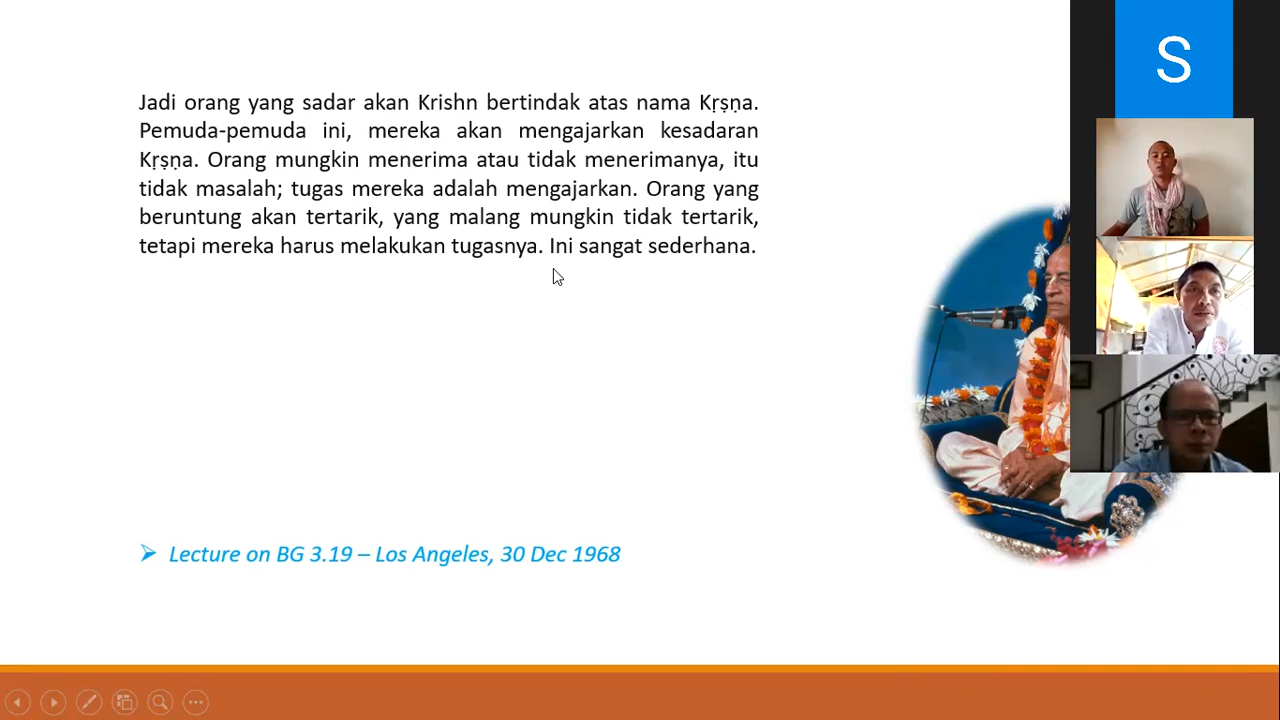 Jadi orang yang sadar akan Krishn bertindak atas nama Kṛṣṇa.
Pemuda-pemuda ini, mereka akan mengajarkan kesadaran
Kṛṣṇa. Orang mungkin menerima atau tidak menerimanya, itu
tidak masalah; tugas mereka adalah mengajarkan. Orang yang
beruntung akan tertarik, yang malang mungkin tidak tertarik,
tetapi mereka harus melakukan tugasnya. Ini sangat sederhana.
Lecture on BG 3.19 – Los Angeles, 30 Dec 1968
S